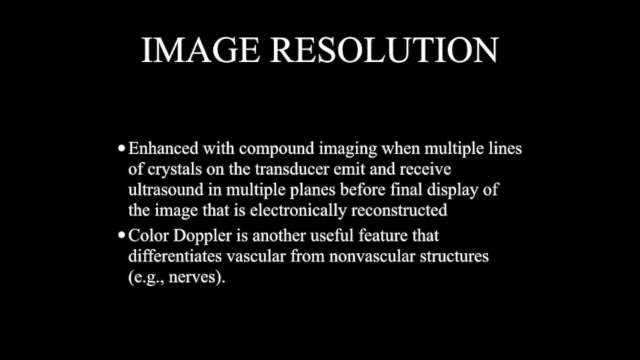 IMAGE RESOLUTION
•Enhanced with compound imaging when multiple lines
of crystals on the transducer emit and receive
ultrasound in multiple planes before final display of
the image that is electronically reconstructed
•Color Doppler is another useful feature that
differentiates vascular from nonvascular structures
(e.g., nerves).